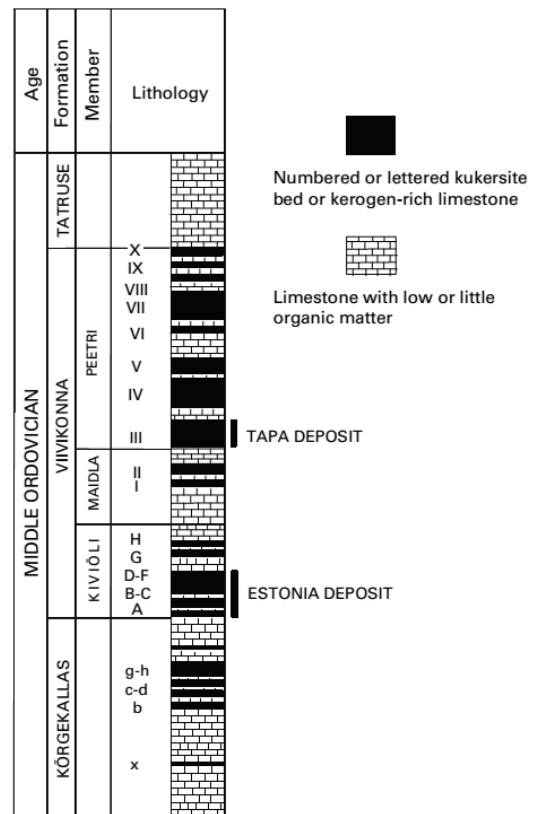 Age
Formation
Member
Lithology
MIDDLE ORDOVICIAN
TATRUSE
VIIVIKONNA
KÕRGEKALLAS
PEETRI
MAIDLA
KIVIÕLI
X
IX
VIII
VII
VI
V
IV
III
II
I
H
G
D-F
B-C
A
g-h
c-d
b
x
TAPA DEPOSIT
ESTONIA DEPOSIT
Numbered or lettered kukersite
bed or kerogen-rich limestone
Limestone with low or little
organic matter